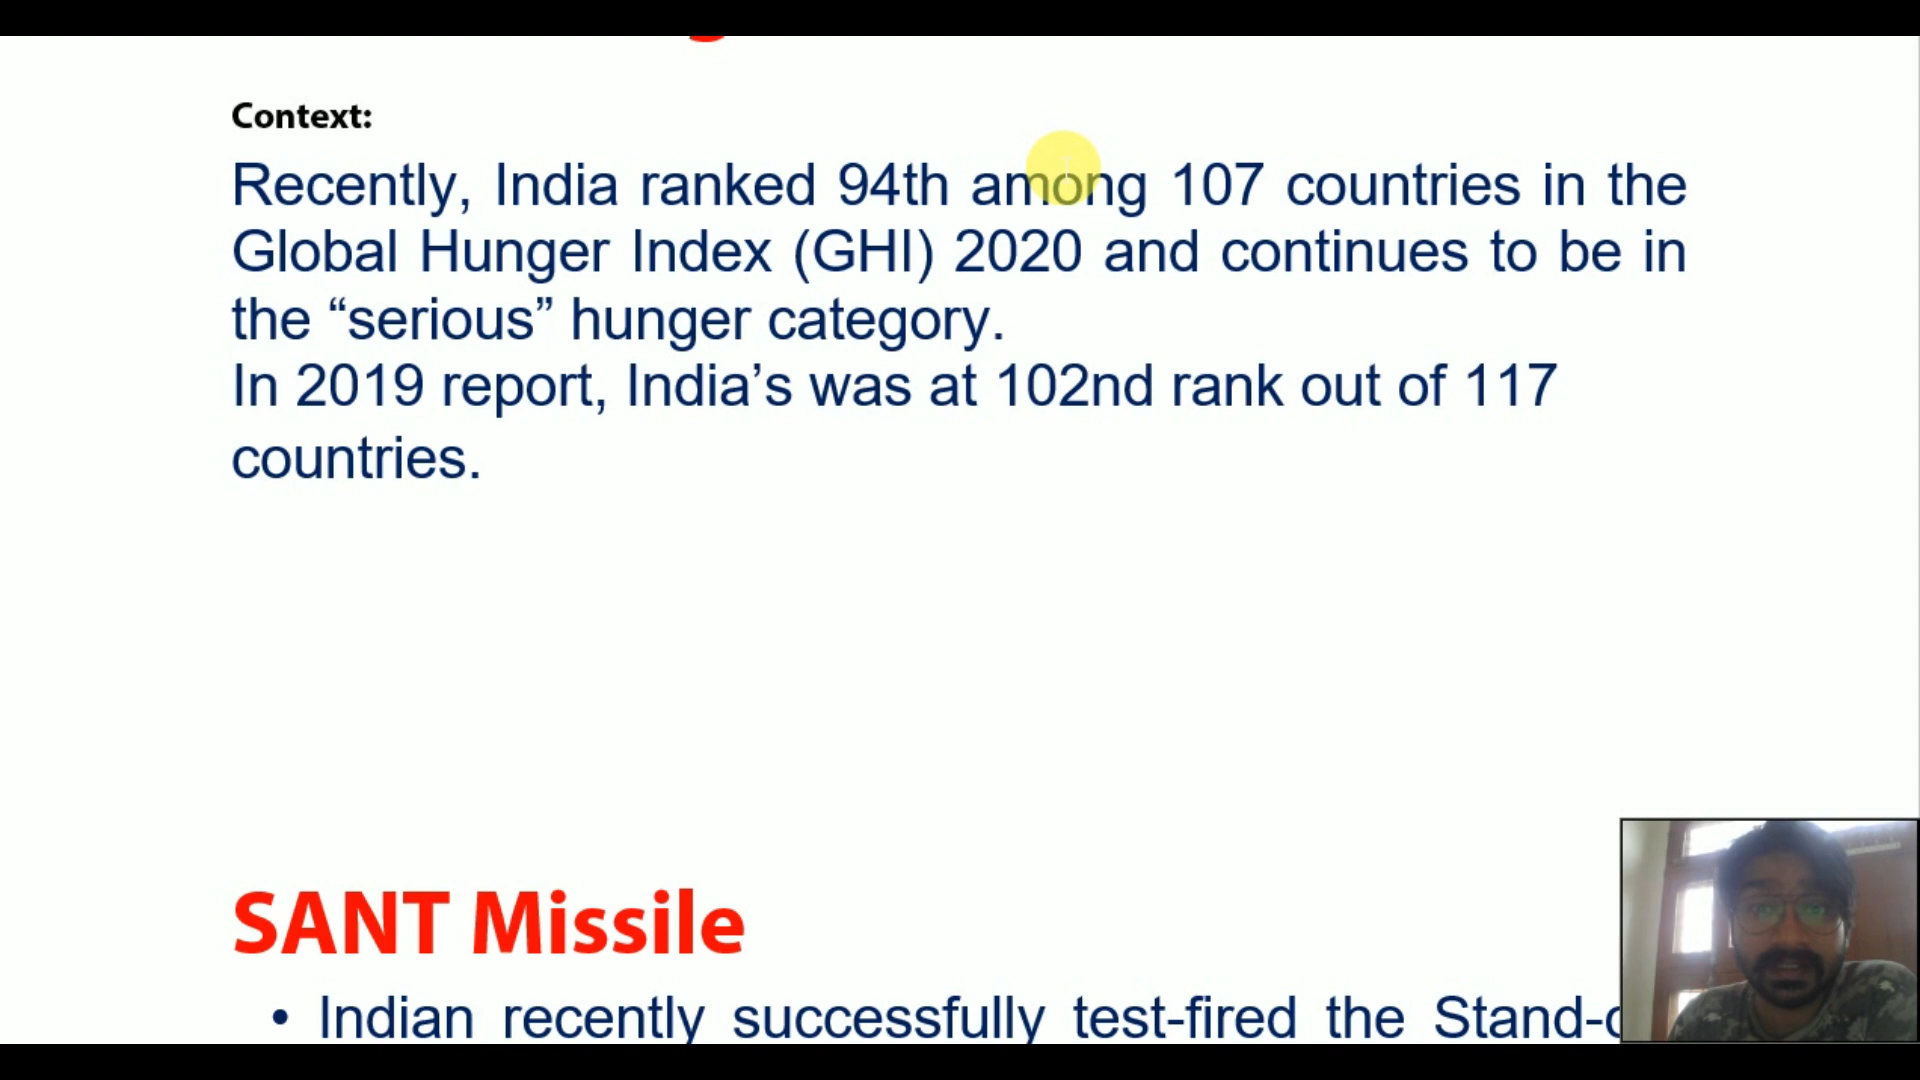 Context:
Recently, India ranked 94th among 107 countries in the
Global Hunger Index (GHI) 2020 and continues to be in
the “serious” hunger category.
In 2019 report, India’s was at 102nd rank out of 117
countries.
SANT Missile
• Indian recently successfully test-fired the Stand-